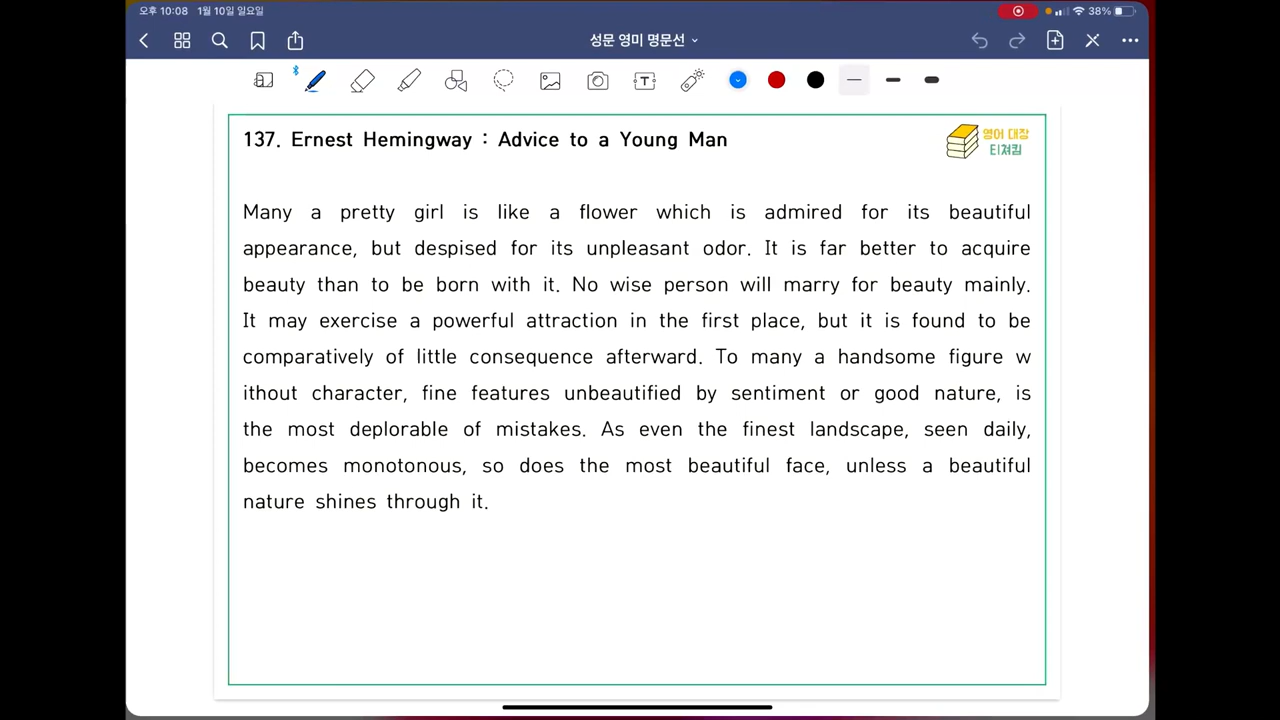 오후 10:08 1월 10일 일요일 38%
성문 영미 명문선
T
137. Ernest Hemingway : Advice to a Young Man
영어 대장
티쳐킴
Many a pretty girl is like a flower which is admired for its beautiful
appearance, but despised for its unpleasant odor. It is far better to acquire
beauty than to be born with it. No wise person will marry for beauty mainly.
It may exercise a powerful attraction in the first place, but it is found to be
comparatively of little consequence afterward. To many a handsome figure w
ithout character, fine features unbeautified by sentiment or good nature, is
the most deplorable of mistakes. As even the finest landscape, seen daily,
becomes monotonous, so does the most beautiful face, unless a beautiful
nature shines through it.